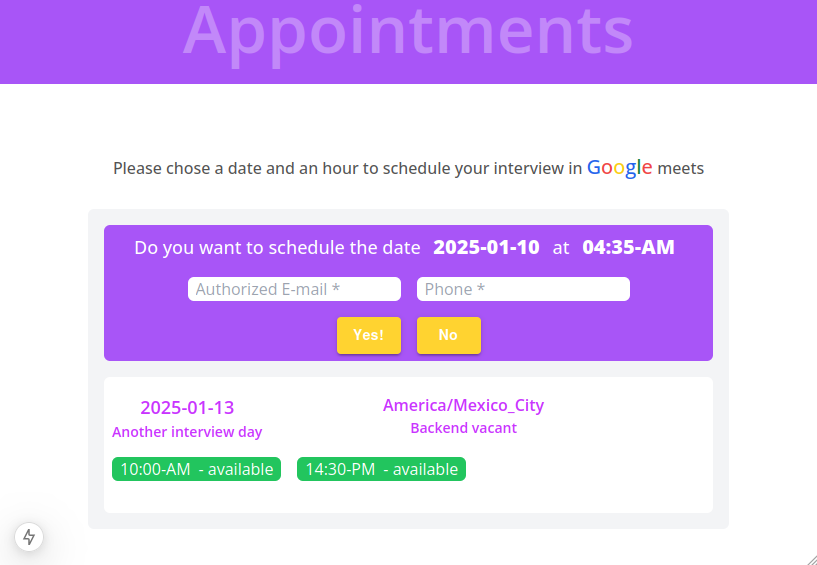 Appointments
Please chose a date and an hour to schedule your interview in Google meets
Do you want to schedule the date 2025-01-10 at 04:35-AM
Authorized E-mail * Phone *
Yes! No
2025-01-13 America/Mexico_City
Another interview day Backend vacant
10:00-AM - available 14:30-PM - available